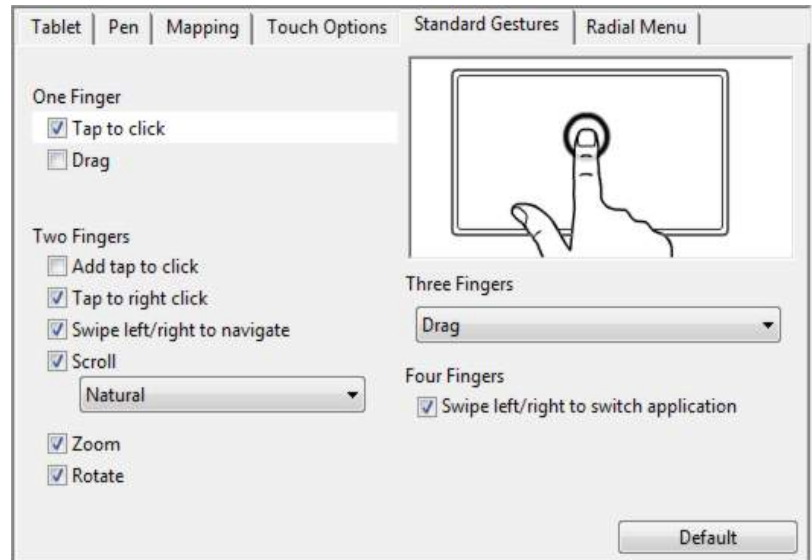 Tablet Pen Mapping Touch Options Standard Gestures Radial Menu
One Finger
Tap to click
Drag
Two Fingers
Add tap to click
Tap to right click
Swipe left/right to navigate
Scroll
Natural
Zoom
Rotate
Three Fingers
Drag
Four Fingers
Swipe left/right to switch application
Default